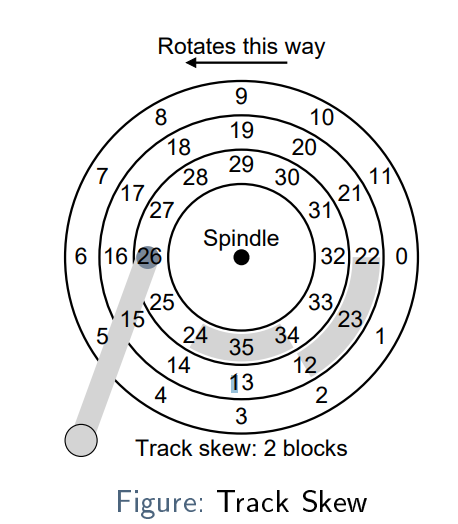 Rotates this way
9
8 10
19
18 20
29
7 28 30 11
17 27 31 21
Spindle
6 16 26 32 22 0
25 33
15 23
5 24 34 1
35
14 12
13
4 2
3
Track skew: 2 blocks
Figure: Track Skew